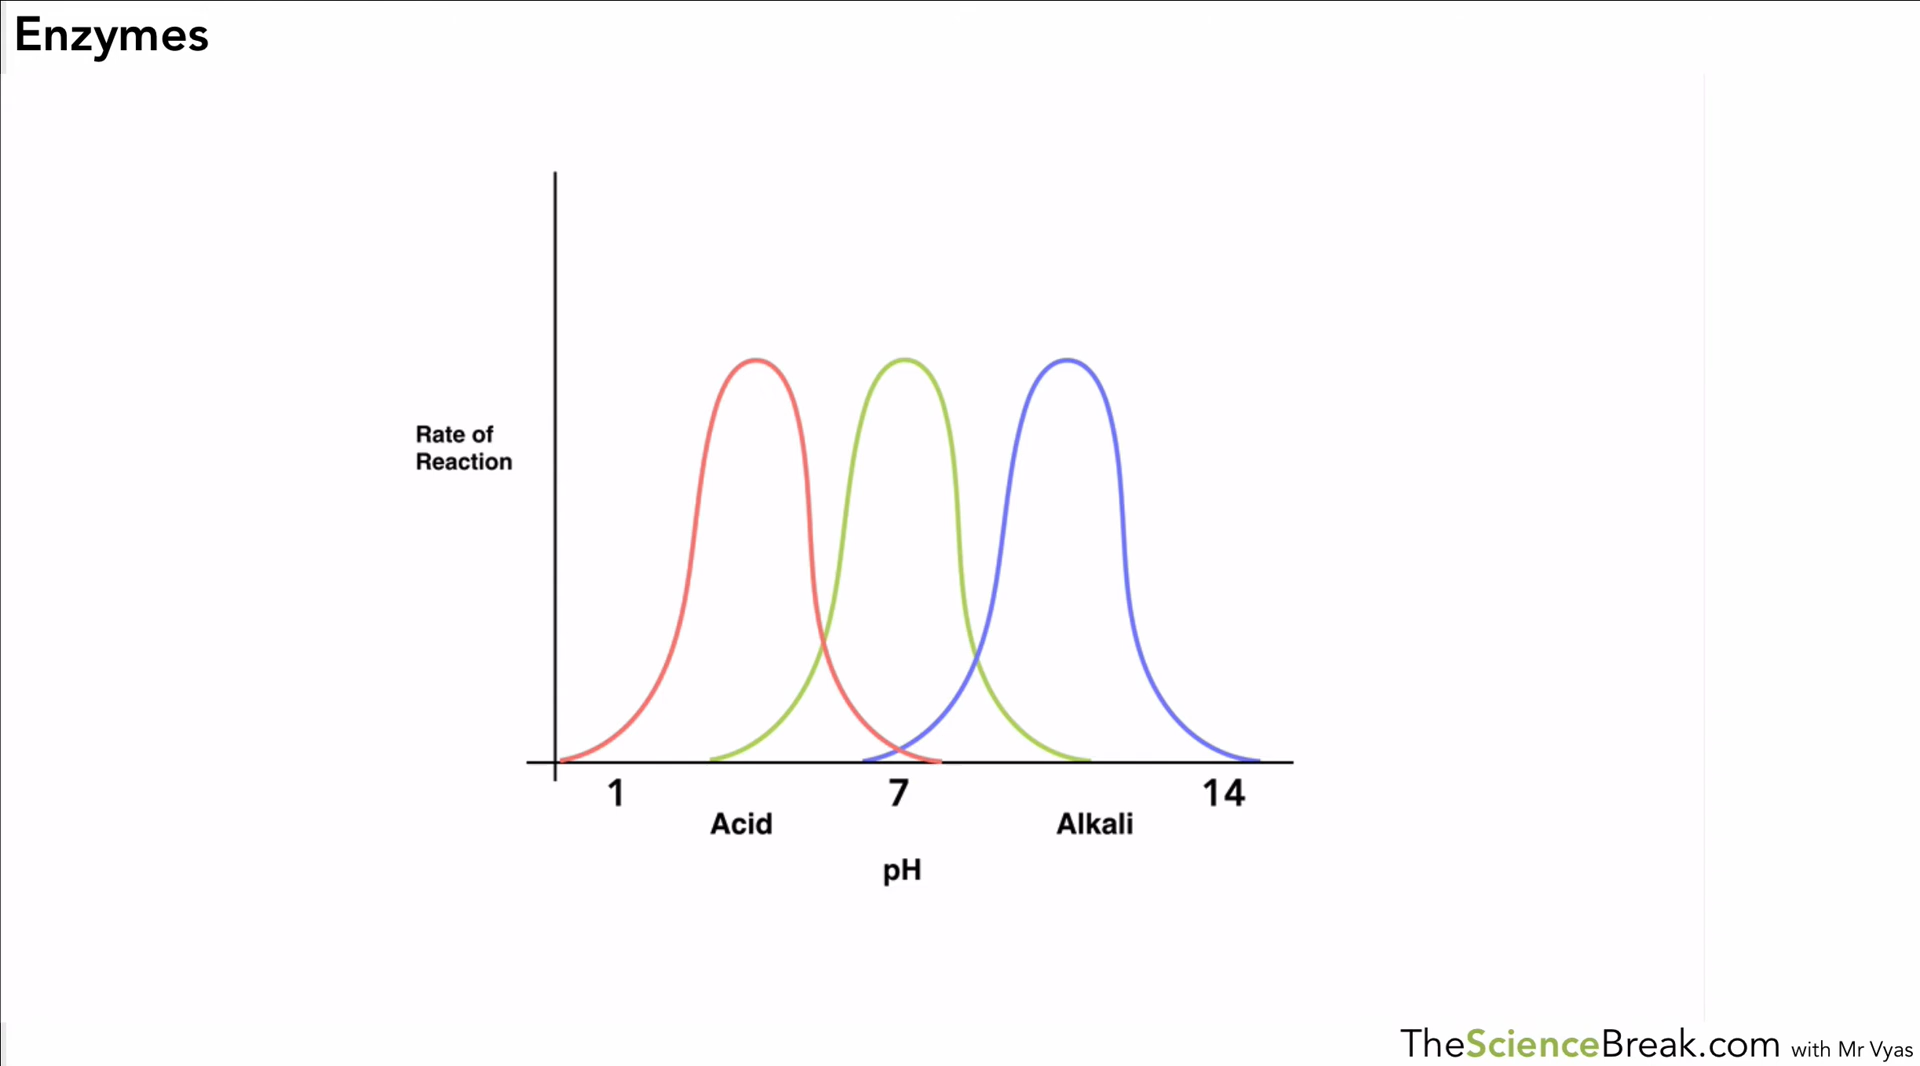 Enzymes
Rate of
Reaction
1 7 14
Acid Alkali
pH
TheScienceBreak.com with Mr Vyas